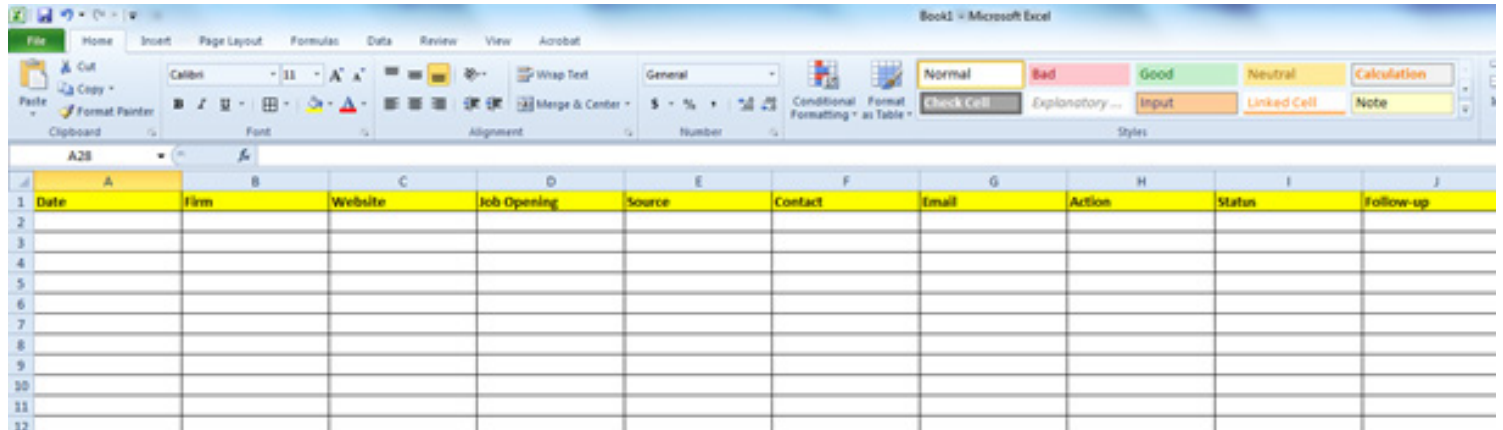 Book1 - Microsoft Excel
File Home Insert Page Layout Formulas Data Review View Acrobat
Cut
Copy
Format Painter
Paste
Clipboard
Calibri 11 A A
B I U A
Font
Wrap Text
Merge & Center
Alignment
General
$ % ,
Number
Conditional Formatting
Format as Table
Normal Bad Good Neutral Calculation
Check Cell Explanatory ... Input Linked Cell Note
Styles
A28 fx
A B C D E F G H I J
1 Date Firm Website Job Opening Source Contact Email Action Status Follow-up
2
3
4
5
6
7
8
9
10
11
12